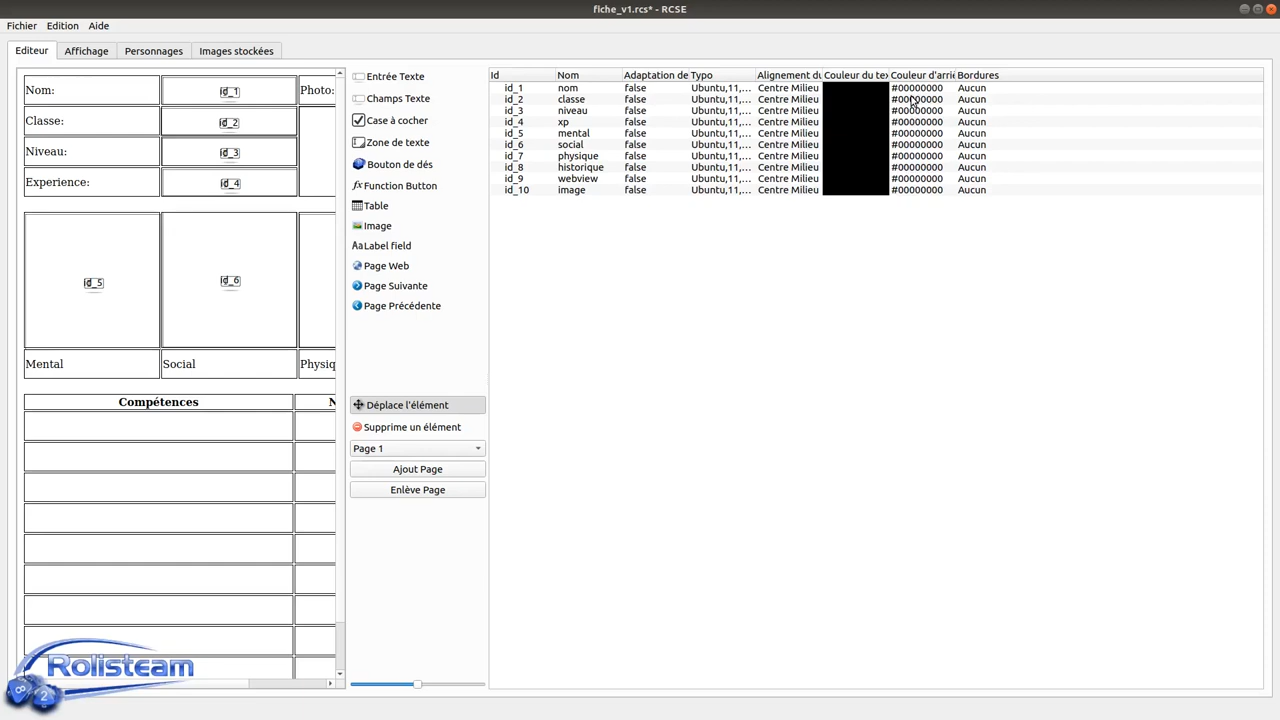 fiche_v1.rcs* - RCSE
Fichier Edition Aide
Editeur Affichage Personnages Images stockées
Nom: id_1 Photo:
Classe: id_2
Niveau: id_3
Experience: id_4
id_5 id_6
Mental Social Physiq
Compétences N
Rolisteam
8 2
Entrée Texte
Champs Texte
Case à cocher
Zone de texte
Bouton de dés
fx Function Button
Table
Image
Aa Label field
Page Web
Page Suivante
Page Précédente
Déplace l'élément
Supprime un élément
Page 1
Ajout Page
Enlève Page
Id Nom Adaptation de Typo Alignement du Couleur du te Couleur d'arriè Bordures
id_1 nom false Ubuntu,11,... Centre Milieu #00000000 Aucun
id_2 classe false Ubuntu,11,... Centre Milieu #00000000 Aucun
id_3 niveau false Ubuntu,11,... Centre Milieu #00000000 Aucun
id_4 xp false Ubuntu,11,... Centre Milieu #00000000 Aucun
id_5 mental false Ubuntu,11,... Centre Milieu #00000000 Aucun
id_6 social false Ubuntu,11,... Centre Milieu #00000000 Aucun
id_7 physique false Ubuntu,11,... Centre Milieu #00000000 Aucun
id_8 historique false Ubuntu,11,... Centre Milieu #00000000 Aucun
id_9 webview false Ubuntu,11,... Centre Milieu #00000000 Aucun
id_10 image false Ubuntu,11,... Centre Milieu #00000000 Aucun